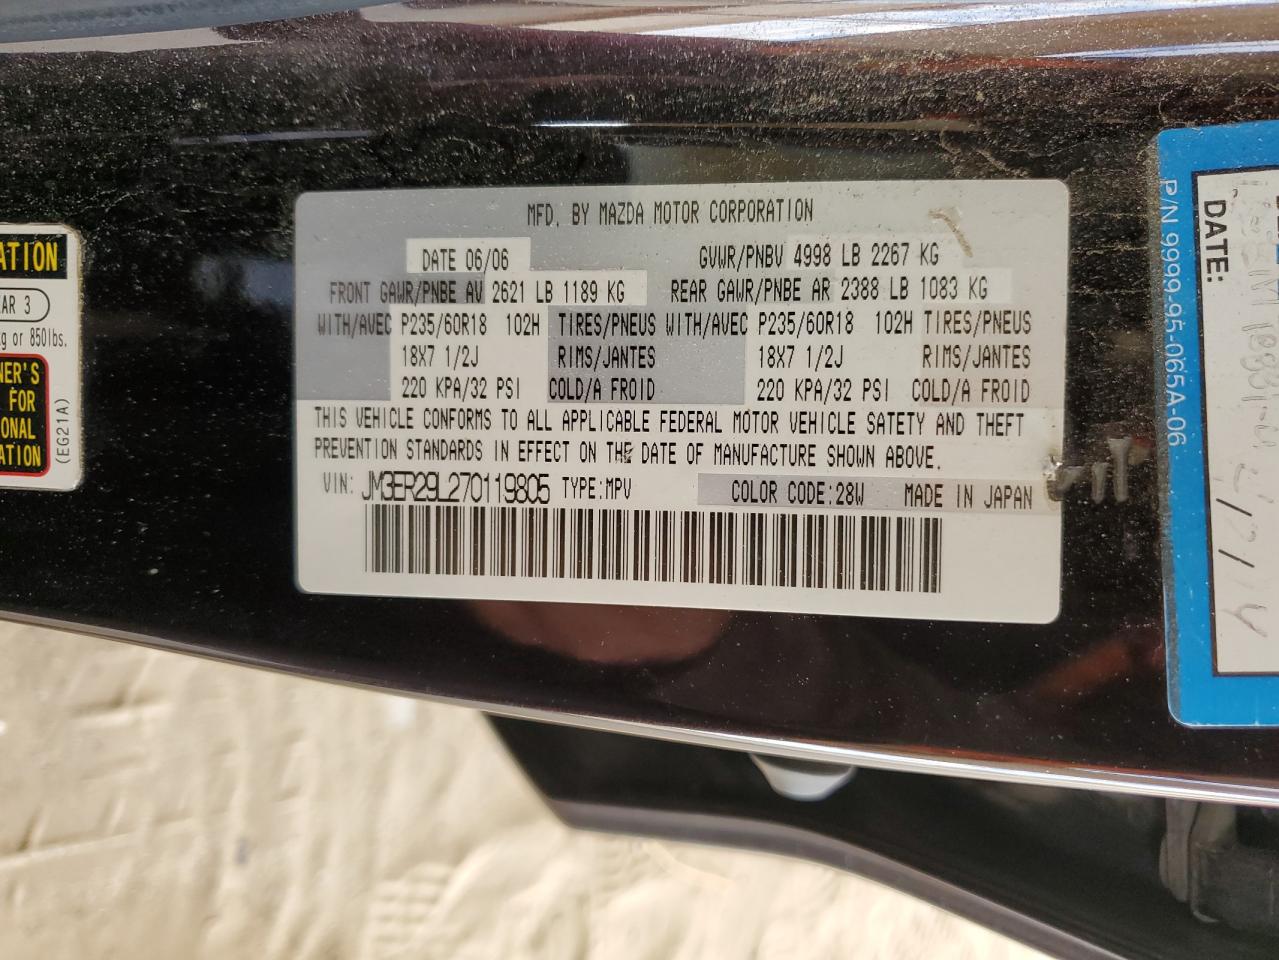 MFD. BY MAZDA MOTOR CORPORATION
DATE 06/06 GVWR/PNBV 4998 LB 2267 KG
FRONT GAWR/PNBE AV 2621 LB 1189 KG REAR GAWR/PNBE AR 2388 LB 1083 KG
WITH/AVEC P235/60R18 102H TIRES/PNEUS WITH/AVEC P235/60R18 102H TIRES/PNEUS
18X7 1/2J RIMS/JANTES 18X7 1/2J RIMS/JANTES
220 KPA/32 PSI COLD/A FROID 220 KPA/32 PSI COLD/A FROID
THIS VEHICLE CONFORMS TO ALL APPLICABLE FEDERAL MOTOR VEHICLE SAFETY AND THEFT
PREVENTION STANDARDS IN EFFECT ON THE DATE OF MANUFACTURE SHOWN ABOVE.
VIN: JM3ER29L270119805 TYPE:MPV COLOR CODE:28W MADE IN JAPAN
ATION
AR 3
kg or 850lbs.
NER'S
FOR
ONAL
ATION
(EG21A)
P/N 9999-95-065A-06
DATE: